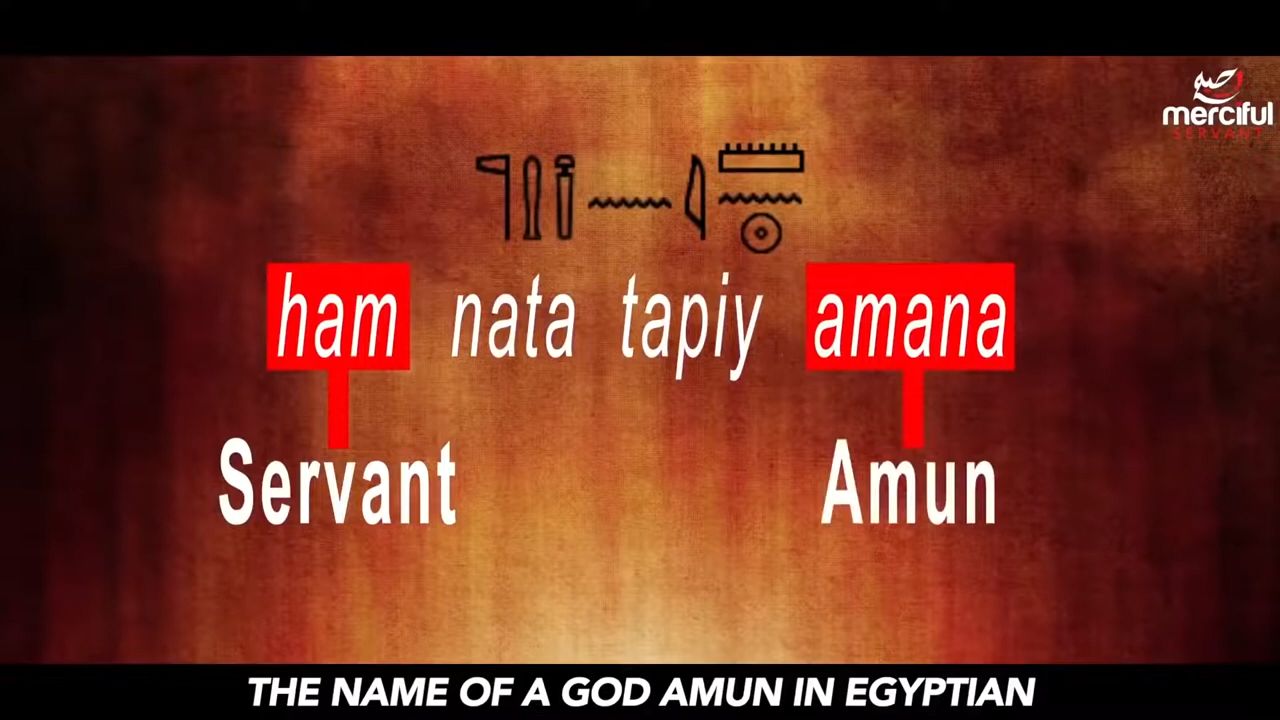 merciful
SERVANT
ham nata tapiy amana
Servant Amun
THE NAME OF A GOD AMUN IN EGYPTIAN